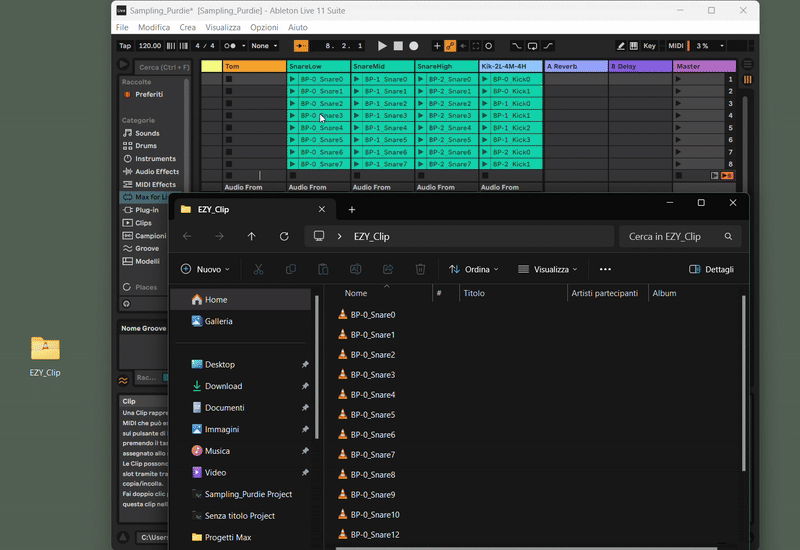 Sampling_Purdie* [Sampling_Purdie] - Ableton Live 11 Suite
File Modifica Crea Visualizza Opzioni Aiuto
Tap 120.00 4 / 4 None 8. 2. 1 Key MIDI 3 %
Cerca (Ctrl + F) Tom SnareLow SnareMid SnareHigh Kik-2L-4M-4H A Reverb B Delay Master
Raccolte BP-0_Snare0 BP-1_Snare0 BP-2_Snare0 BP-0_Kick0 1
Preferiti BP-0_Snare1 BP-1_Snare1 BP-2_Snare1 BP-0_Kick1 2
BP-0_Snare2 BP-1_Snare2 BP-2_Snare2 BP-1_Kick0 3
Categorie BP-0_Snare3 BP-1_Snare3 BP-2_Snare3 BP-1_Kick1 4
Sounds BP-0_Snare4 BP-1_Snare4 BP-2_Snare4 BP-1_Kick2 5
Drums BP-0_Snare5 BP-1_Snare5 BP-2_Snare5 BP-1_Kick3 6
Instruments BP-0_Snare6 BP-1_Snare6 BP-2_Snare6 BP-2_Kick0 7
Audio Effects BP-0_Snare7 BP-1_Snare7 BP-2_Snare7 BP-2_Kick1 8
MIDI Effects Audio From Audio From Audio From Audio From Audio From
Max for Li
Plug-in
Clips
Campioni
Groove
Modelli
Places
Nome Groove
Rac...
Clip
Una Clip rappre
MIDI che può es
sul pulsante di
premendo il tas
assegnato allo
Le Clip possono
slot tramite tra
copia/incolla.
Fai doppio clic
questa clip nell
C:\Users
EZY_Clip
EZY_Clip
EZY_Clip Cerca in EZY_Clip
Nuovo Ordina Visualizza Dettagli
Nome # Titolo Artisti partecipanti Album
Home
Galleria
Desktop
Download
Documenti
Immagini
Musica
Video
Sampling_Purdie Project
Senza titolo Project
Progetti Max
BP-0_Snare0
BP-0_Snare1
BP-0_Snare2
BP-0_Snare3
BP-0_Snare4
BP-0_Snare5
BP-0_Snare6
BP-0_Snare7
BP-0_Snare8
BP-0_Snare9
BP-0_Snare10
BP-0_Snare12